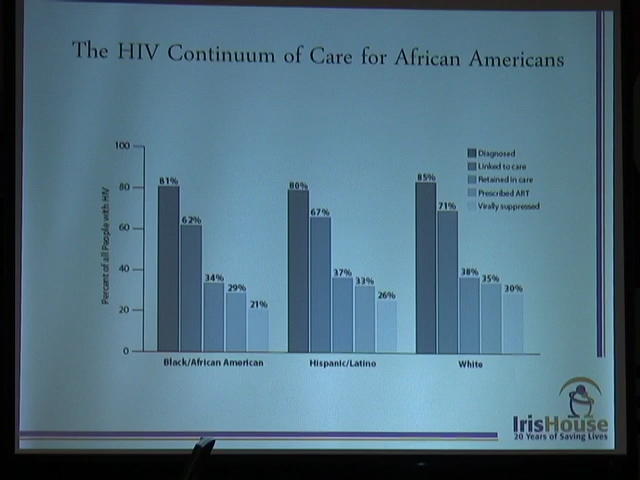 The HIV Continuum of Care for African Americans
Percent of all People with HIV
100
80
60
40
20
0
81%
62%
34%
29%
21%
80%
67%
37%
33%
26%
85%
71%
38%
35%
30%
Diagnosed
Linked to care
Retained in care
Prescribed ART
Virally suppressed
Black/African American
Hispanic/Latino
White
IrisHouse
20 Years of Saving Lives